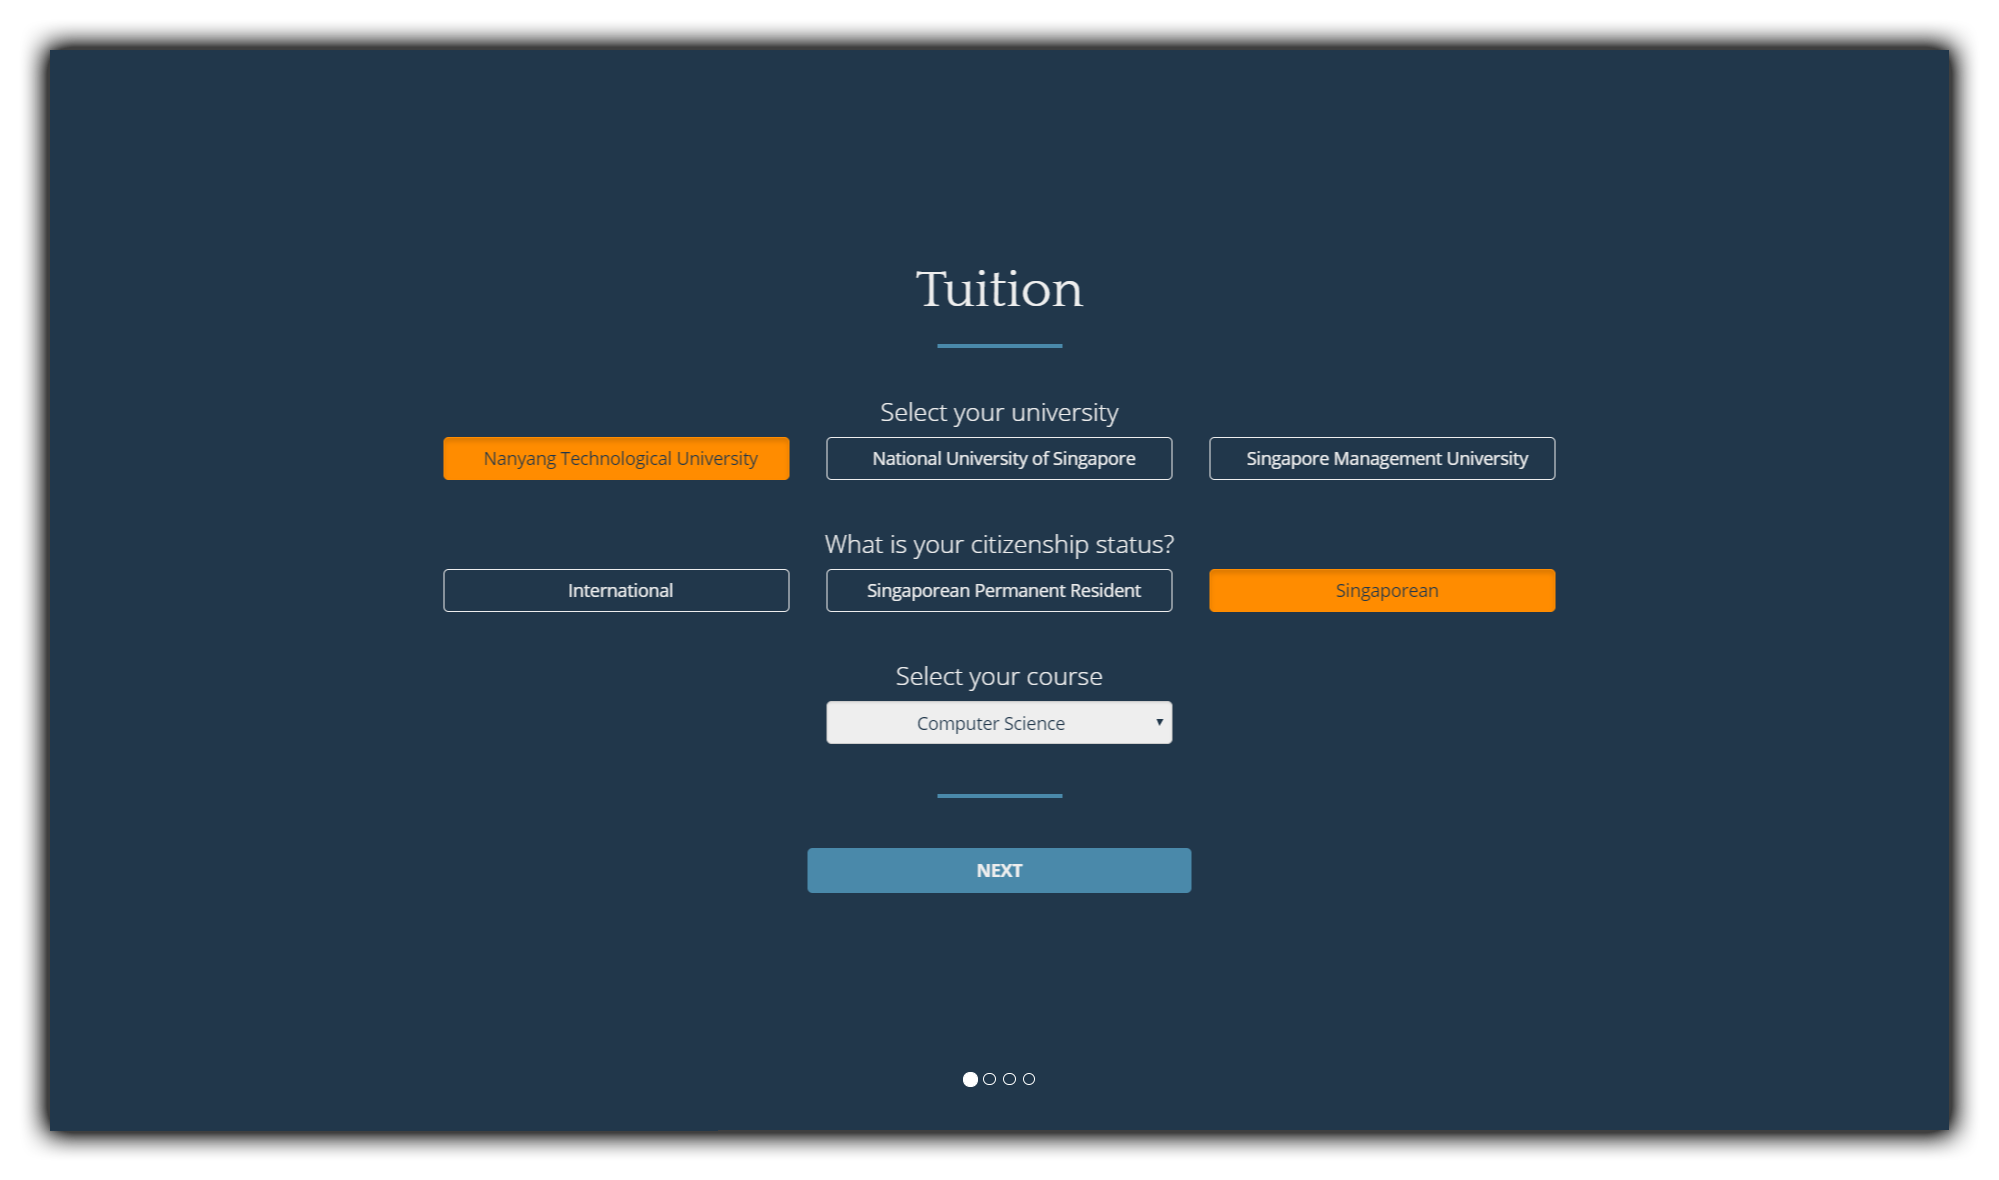 Tuition
Select your university
Nanyang Technological University
National University of Singapore
Singapore Management University
What is your citizenship status?
International
Singaporean Permanent Resident
Singaporean
Select your course
Computer Science
NEXT